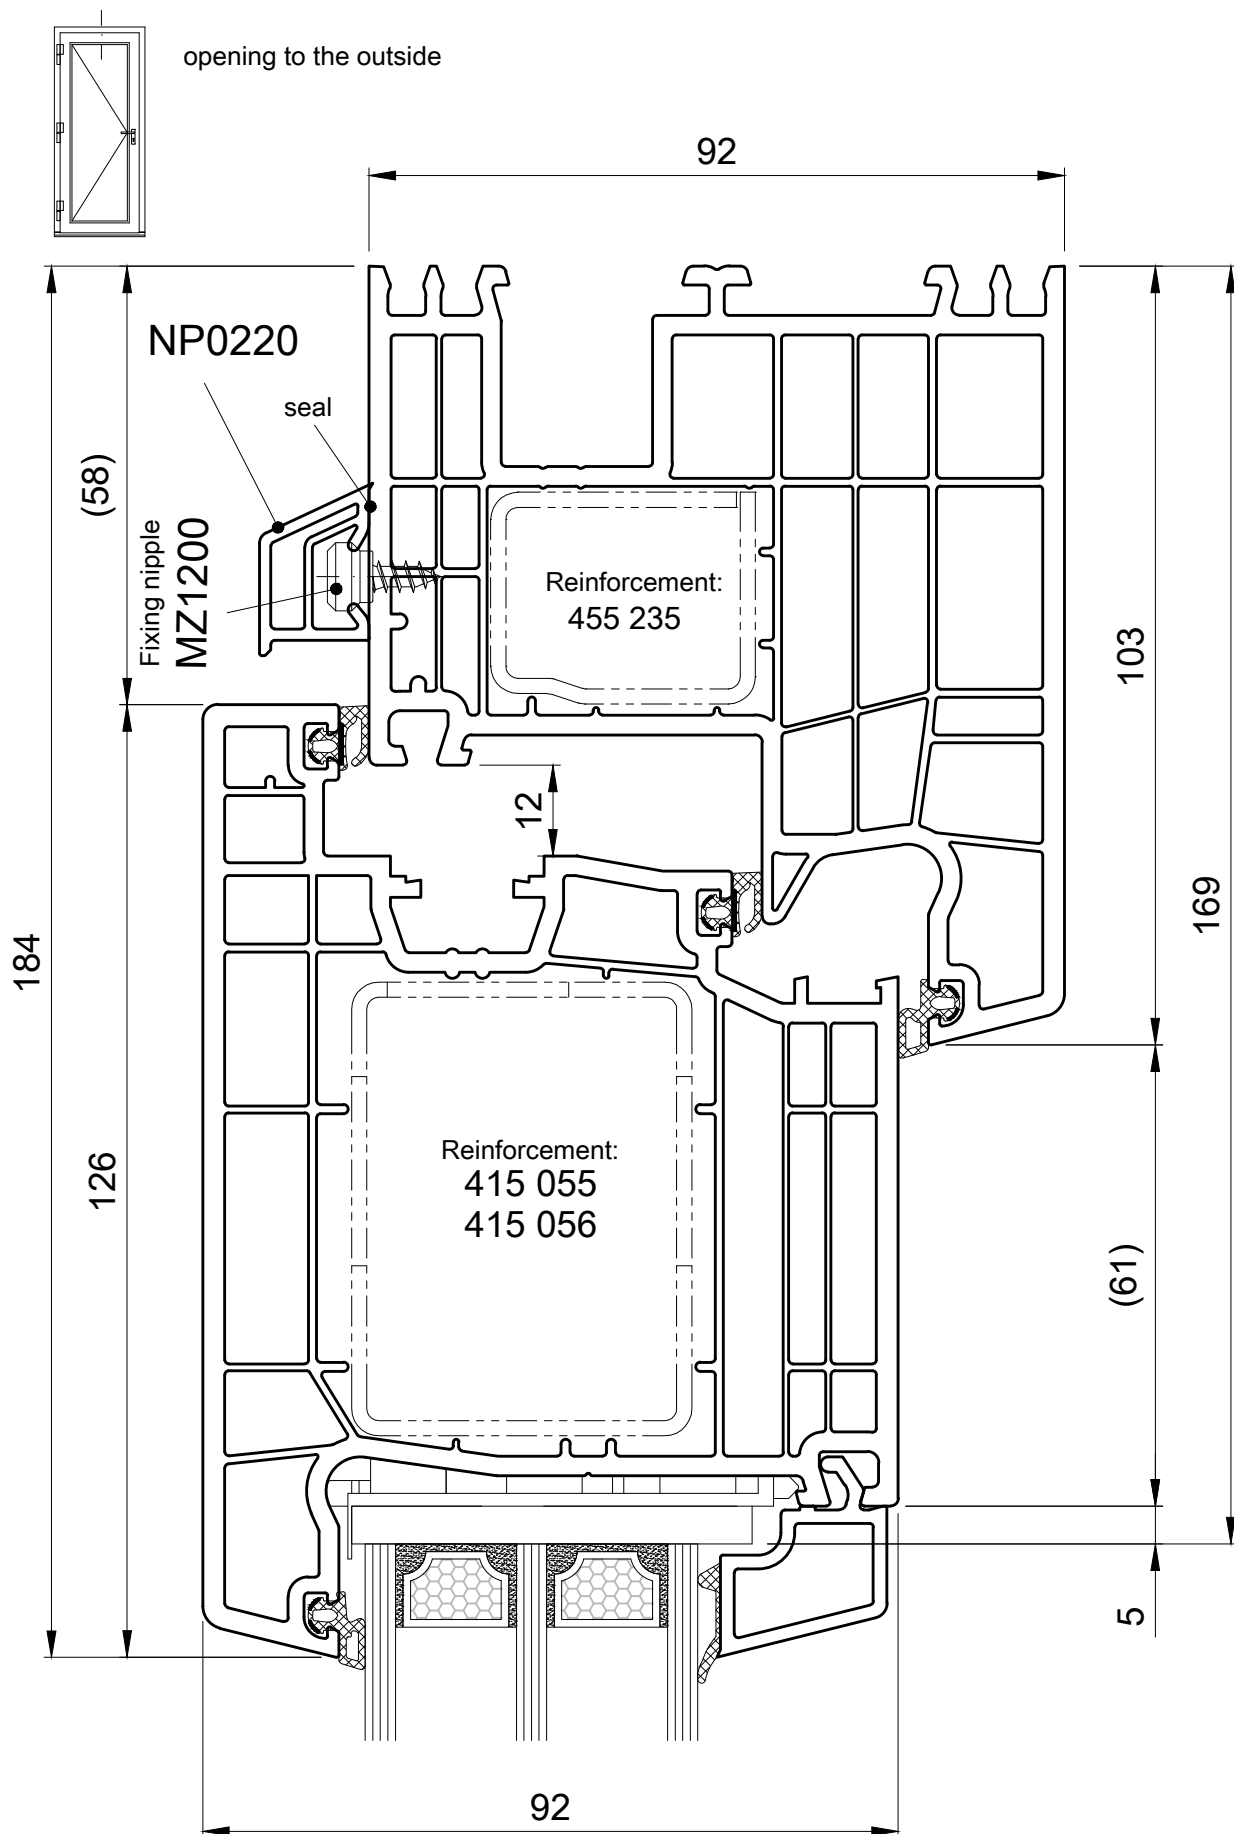 opening to the outside
92
NP0220
seal
(58)
Fixing nipple
MZ1200
Reinforcement:
455 235
103
12
169
184
126
Reinforcement:
415 055
415 056
(61)
5
92